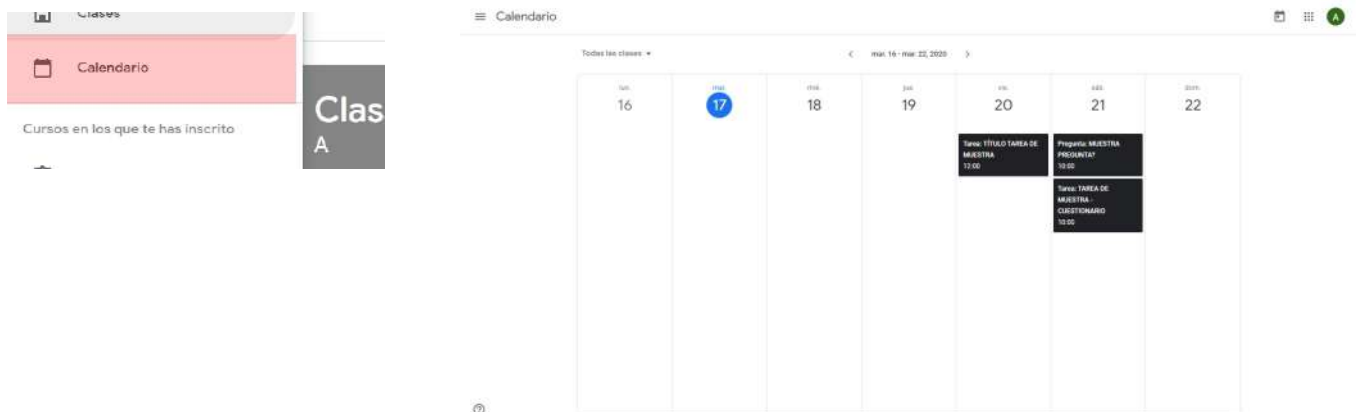 Clases
Calendario
Cursos en los que te has inscrito
Clas
A
Calendario
A
Todas las clases
mar. 16 - mar. 22, 2020
lun.
16
mar.
17
mié.
18
jue.
19
vie.
20
sáb.
21
dom.
22
Tarea: TÍTULO TAREA DE
MUESTRA
12:00
Pregunta: MUESTRA
PREGUNTA?
10:00
Tarea: TAREA DE
MUESTRA -
CUESTIONARIO
10:00